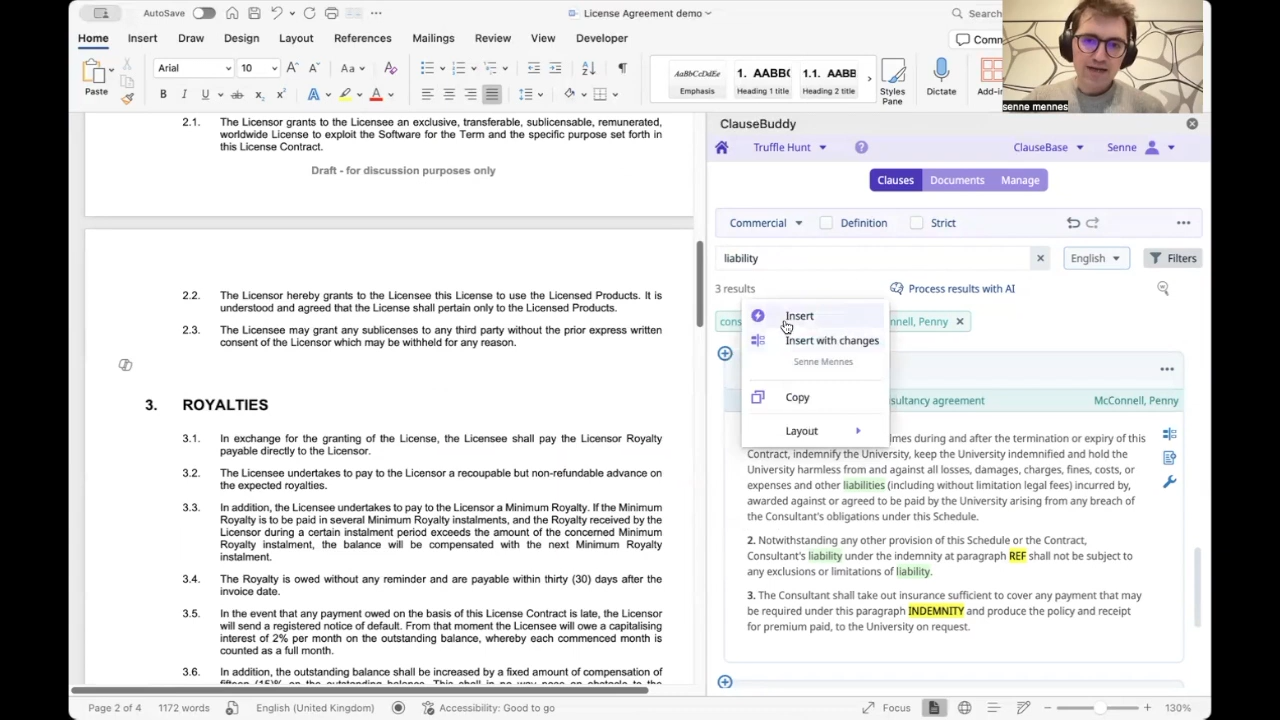 AutoSave
License Agreement demo
Search
Home Insert Draw Design Layout References Mailings Review View Developer
Comm
Paste
Arial
10
Aa
AaBbCcDdEe
Emphasis
1. AABBC
Heading 1 title
1.1. AABB
Heading 2 title
Styles
Pane
Dictate
Add-in
senne mennes
2.1. The Licensor grants to the Licensee an exclusive, transferable, sublicensable, remunerated,
worldwide License to exploit the Software for the Term and the specific purpose set forth in
this License Contract.
Draft - for discussion purposes only
2.2. The Licensor hereby grants to the Licensee this License to use the Licensed Products. It is
understood and agreed that the License shall pertain only to the Licensed Products.
2.3. The Licensee may grant any sublicenses to any third party without the prior express written
consent of the Licensor which may be withheld for any reason.
3. ROYALTIES
3.1. In exchange for the granting of the License, the Licensee shall pay the Licensor Royalty
payable directly to the Licensor.
3.2. The Licensee undertakes to pay to the Licensor a recoupable but non-refundable advance on
the expected royalties.
3.3. In addition, the Licensee undertakes to pay to the Licensor a Minimum Royalty. If the Minimum
Royalty is to be paid in several Minimum Royalty instalments, and the Royalty received by the
Licensor during a certain instalment period exceeds the amount of the concerned Minimum
Royalty instalment, the balance will be compensated with the next Minimum Royalty
instalment.
3.4. The Royalty is owed without any reminder and are payable within thirty (30) days after the
invoice date.
3.5. In the event that any payment owed on the basis of this License Contract is late, the Licensor
will send a registered notice of default. From that moment the Licensee will owe a capitalising
interest of 2% per month on the outstanding balance, whereby each commenced month is
counted as a full month.
3.6. In addition, the outstanding balance shall be increased by a fixed amount of compensation of
ClauseBuddy
Truffle Hunt
ClauseBase
Senne
Clauses Documents Manage
Commercial
Definition
Strict
liability
English
Filters
3 results
Process results with AI
cons
nnell, Penny
Insert
Insert with changes
Senne Mennes
Copy
Layout
sultancy agreement
McConnell, Penny
mes during and after the termination or expiry of this
Contract, indemnify the University, keep the University indemnified and hold the
University harmless from and against all losses, damages, charges, fines, costs, or
expenses and other liabilities (including without limitation legal fees) incurred by,
awarded against or agreed to be paid by the University arising from any breach of
the Consultant's obligations under this Schedule.
2. Notwithstanding any other provision of this Schedule or the Contract,
Consultant's liability under the indemnity at paragraph REF shall not be subject to
any exclusions or limitations of liability.
3. The Consultant shall take out insurance sufficient to cover any payment that may
be required under this paragraph INDEMNITY and produce the policy and receipt
for premium paid, to the University on request.
Page 2 of 4
1172 words
English (United Kingdom)
Accessibility: Good to go
Focus
130%